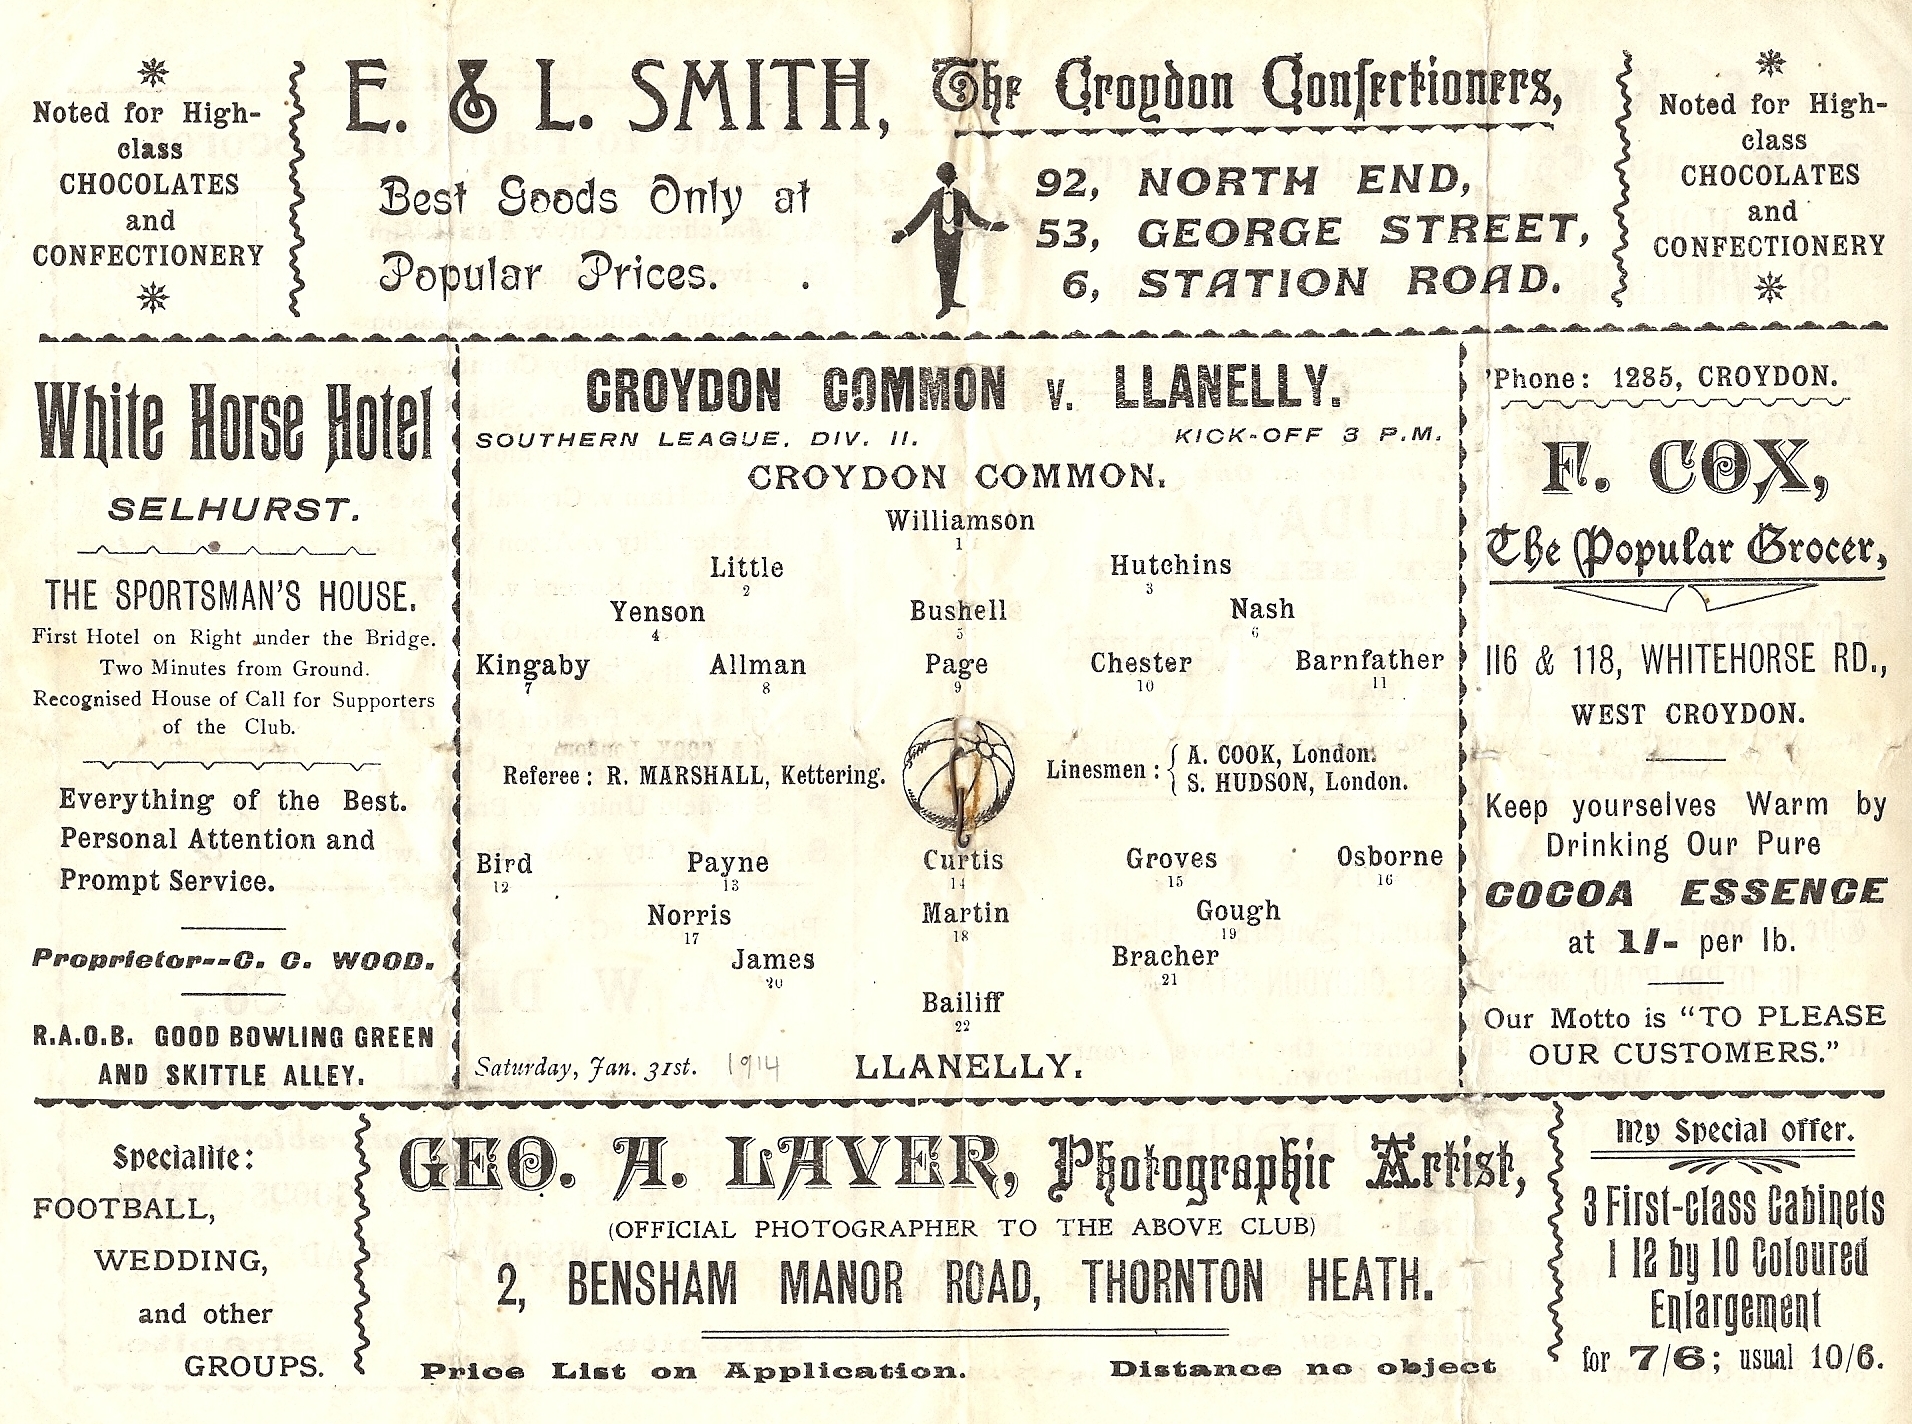 Noted for High-
class
CHOCOLATES
and
CONFECTIONERY
E. & L. SMITH, The Croydon Confectioners,
Best Goods Only at
Popular Prices. .
92, NORTH END,
53, GEORGE STREET,
6, STATION ROAD.
Noted for High-
class
CHOCOLATES
and
CONFECTIONERY
White Horse Hotel
SELHURST.
THE SPORTSMAN'S HOUSE.
First Hotel on Right under the Bridge.
Two Minutes from Ground.
Recognised House of Call for Supporters
of the Club.
Everything of the Best.
Personal Attention and
Prompt Service.
Proprietor--C. C. WOOD.
R.A.O.B. GOOD BOWLING GREEN
AND SKITTLE ALLEY.
CROYDON COMMON v. LLANELLY.
SOUTHERN LEAGUE, DIV. II. KICK-OFF 3 P.M.
CROYDON COMMON.
Williamson
1
Little Hutchins
2 3
Yenson Bushell Nash
4 5 6
Kingaby Allman Page Chester Barnfather
7 8 9 10 11
Referee: R. MARSHALL, Kettering. Linesmen: { A. COOK, London.
S. HUDSON, London.
Bird Payne Curtis Groves Osborne
12 13 14 15 16
Norris Martin Gough
17 18 19
James Bracher
20 21
Bailiff
22
Saturday, Jan. 31st. 1914 LLANELLY.
'Phone: 1285, CROYDON.
F. COX,
The Popular Grocer,
116 & 118, WHITEHORSE RD.,
WEST CROYDON.
Keep yourselves Warm by
Drinking Our Pure
COCOA ESSENCE
at 1/- per lb.
Our Motto is "TO PLEASE
OUR CUSTOMERS."
Specialite:
FOOTBALL,
WEDDING,
and other
GROUPS.
GEO. A. LAVER, Photographic Artist,
(OFFICIAL PHOTOGRAPHER TO THE ABOVE CLUB)
2, BENSHAM MANOR ROAD, THORNTON HEATH.
Price List on Application. Distance no object
My Special offer.
3 First-class Cabinets
1 12 by 10 Coloured
Enlargement
for 7/6; usual 10/6.